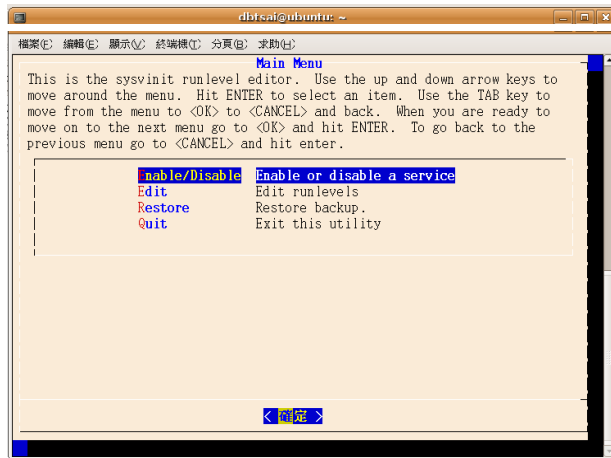 dbtsai@ubuntu: ~
檔案(E) 編輯(E) 顯示(V) 終端機(T) 分頁(B) 求助(H)
Main Menu
This is the sysvinit runlevel editor. Use the up and down arrow keys to
move around the menu. Hit ENTER to select an item. Use the TAB key to
move from the menu to <OK> to <CANCEL> and back. When you are ready to
move on to the next menu go to <OK> and hit ENTER. To go back to the
previous menu go to <CANCEL> and hit enter.
Enable/Disable Enable or disable a service
Edit Edit runlevels
Restore Restore backup.
Quit Exit this utility
< 確定 >